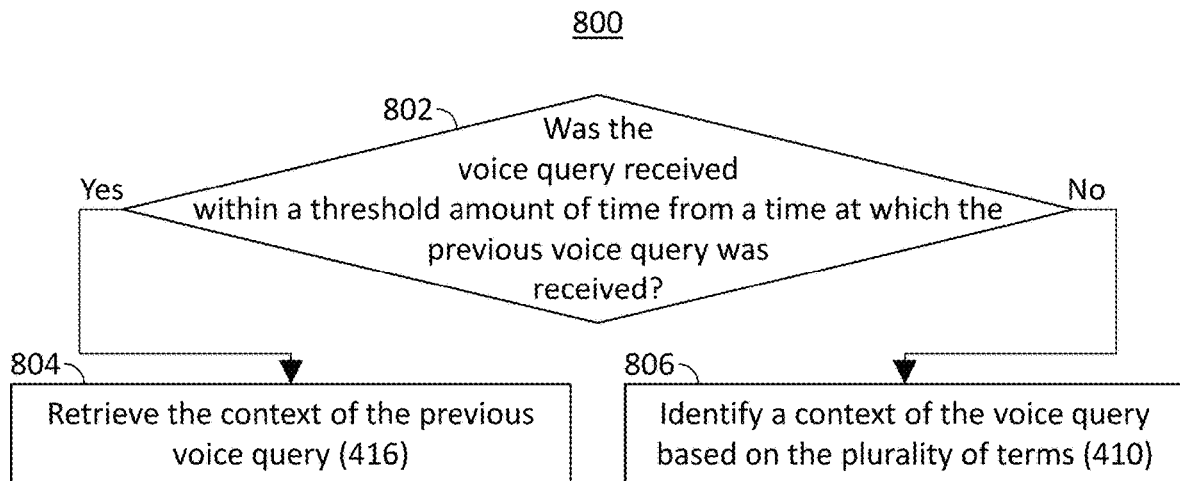 800
802
Was the
voice query received
Yes
within a threshold amount of time from a time at which the
No
previous voice query was
received?
804
Retrieve the context of the previous
voice query (416)
806
Identify a context of the voice query
based on the plurality of terms (410)